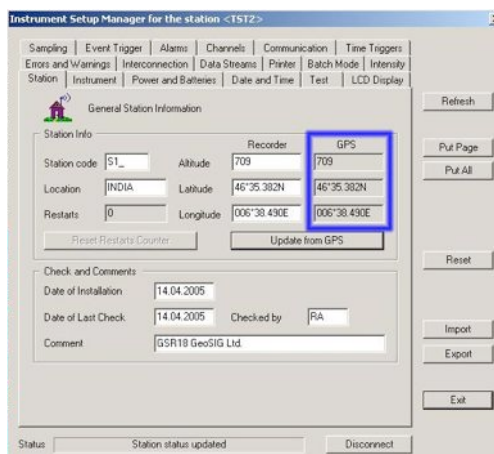 Instrument Setup Manager for the station <TST2>
Sampling Event Trigger Alarms Channels Communication Time Triggers
Errors and Warnings Interconnection Data Streams Printer Batch Mode Intensity
Station Instrument Power and Batteries Date and Time Test LCD Display
General Station Information
Refresh
Station Info
Recorder GPS
Put Page
Station code S1_ Altitude 709 709
Put All
Location INDIA Latitude 46°35.382N 46°35.382N
Restarts 0 Longitude 006°38.490E 006°38.490E
Reset Restarts Counter Update from GPS
Reset
Check and Comments
Date of Installation 14.04.2005
Date of Last Check 14.04.2005 Checked by RA
Import
Comment GSR18 GeoSIG Ltd.
Export
Exit
Status Station status updated Disconnect